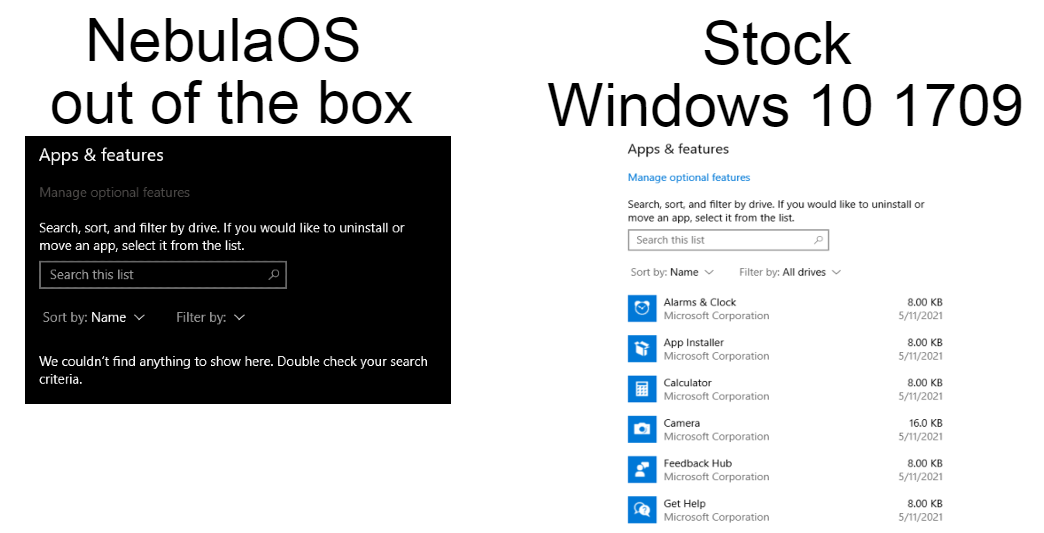 NebulaOS
out of the box
Apps & features
Manage optional features
Search, sort, and filter by drive. If you would like to uninstall or
move an app, select it from the list.
Search this list
Sort by: Name
Filter by:
We couldn't find anything to show here. Double check your search
criteria.
Stock
Windows 10 1709
Apps & features
Manage optional features
Search, sort, and filter by drive. If you would like to uninstall or
move an app, select it from the list.
Search this list
Sort by: Name
Filter by: All drives
Alarms & Clock 8.00 KB
Microsoft Corporation 5/11/2021
App Installer 8.00 KB
Microsoft Corporation 5/11/2021
Calculator 8.00 KB
Microsoft Corporation 5/11/2021
Camera 16.0 KB
Microsoft Corporation 5/11/2021
Feedback Hub 8.00 KB
Microsoft Corporation 5/11/2021
Get Help 8.00 KB
Microsoft Corporation 5/11/2021